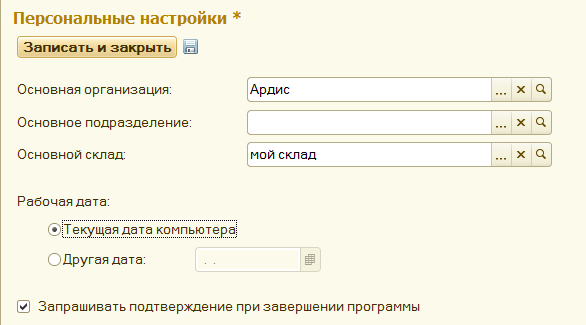 Персональные настройки *
Записать и закрыть
Основная организация: Ардис
Основное подразделение:
Основной склад: мой склад
Рабочая дата:
Текущая дата компьютера
Другая дата: . .
Запрашивать подтверждение при завершении программы